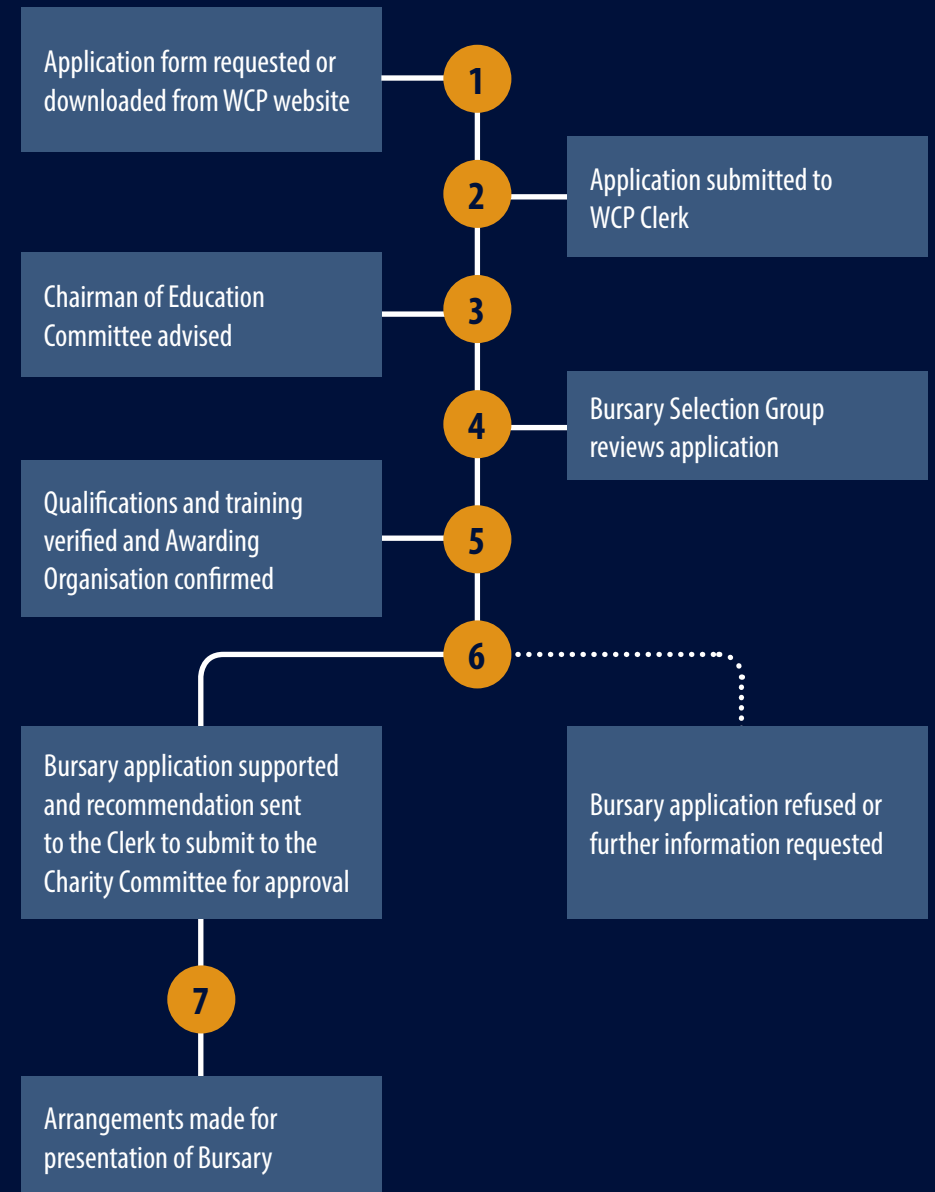 Application form requested or
downloaded from WCP website
1
2
Application submitted to
WCP Clerk
Chairman of Education
Committee advised
3
4
Bursary Selection Group
reviews application
Qualifications and training
verified and Awarding
Organisation confirmed
5
6
Bursary application supported
and recommendation sent
to the Clerk to submit to the
Charity Committee for approval
Bursary application refused or
further information requested
7
Arrangements made for
presentation of Bursary